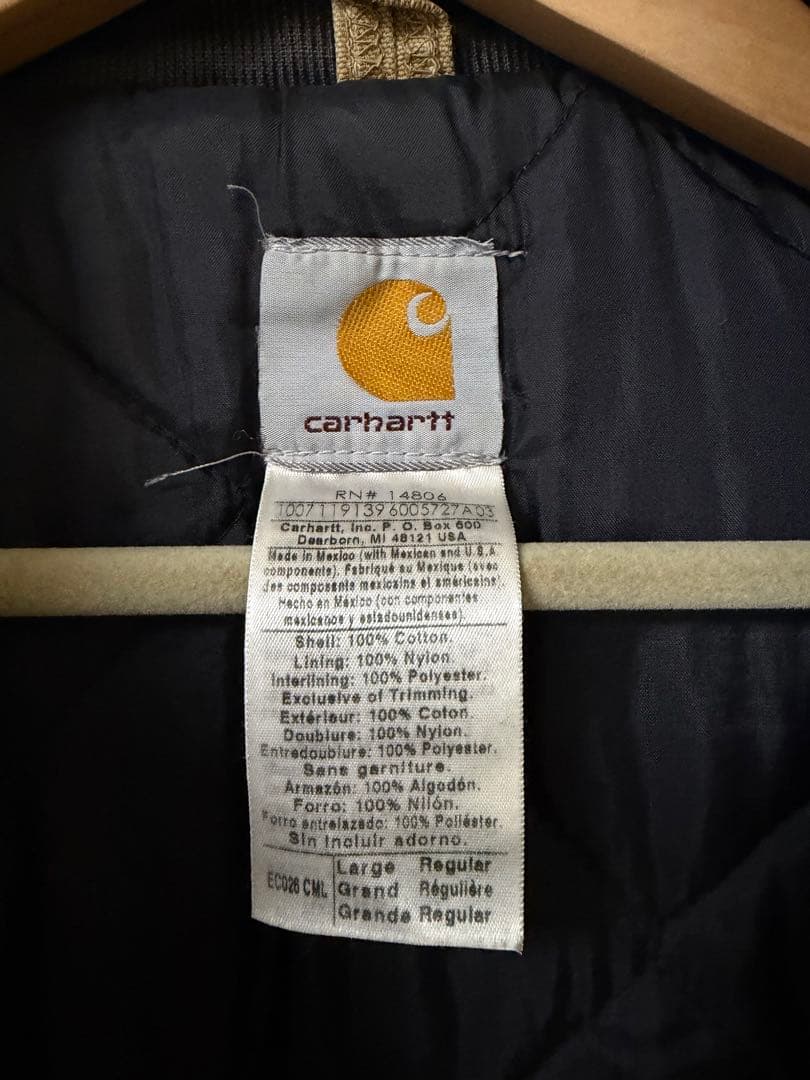 carhartt
RN# 14806
10071191396005727A03
Carhartt, Inc. P. O. Box 600
Dearborn, MI 48121 USA
Made in Mexico (with Mexican and U.S.A
components). Fabriqué au Mexique (avec
des composants mexicains et américains).
Hecho en México (con componentes
mexicanos y estadounidenses).
Shell: 100% Cotton.
Lining: 100% Nylon.
Interlining: 100% Polyester.
Exclusive of Trimming.
Extérieur: 100% Coton.
Doublure: 100% Nylon.
Entredoublure: 100% Polyester.
Sans garniture.
Armazón: 100% Algodón.
Forro: 100% Nilón.
Forro entrelazado: 100% Poliéster.
Sin incluir adorno.
EC026 CML
Large Regular
Grand Régulière
Grande Regular